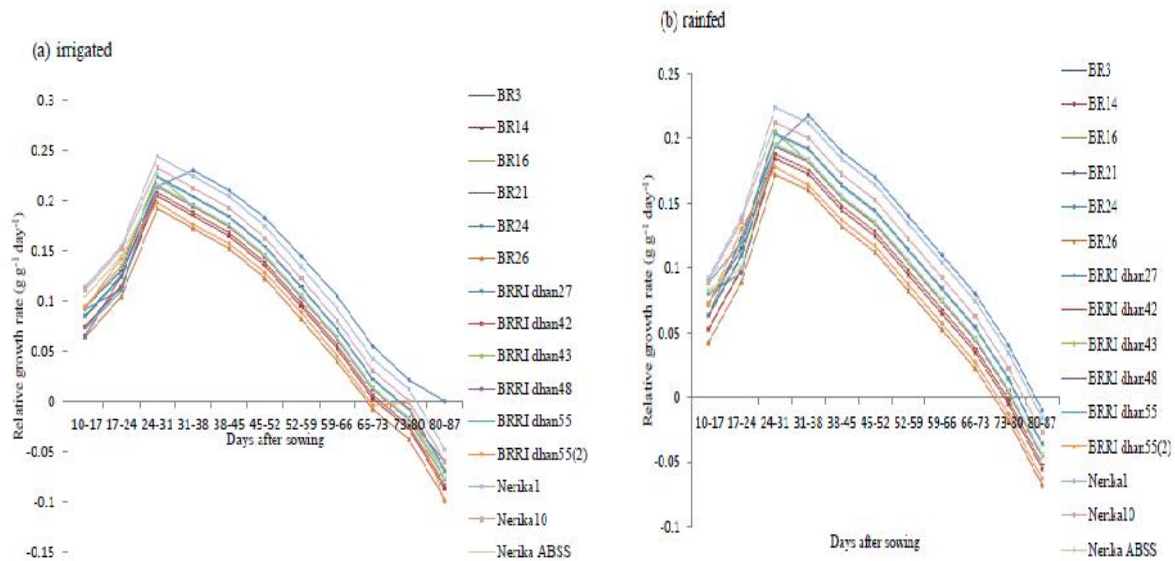 (a) irrigated
Relative growth rate (g g⁻¹ day⁻¹)
0.3
0.25
0.2
0.15
0.1
0.05
0
-0.05
-0.1
-0.15
10-17 17-24 24-31 31-38 38-45 45-52 52-59 59-66 66-73 73-80 80-87
Days after sowing
BR3
BR14
BR16
BR21
BR24
BR26
BRRI dhan27
BRRI dhan42
BRRI dhan43
BRRI dhan48
BRRI dhan55
BRRI dhan55(2)
Nerika1
Nerika10
Nerika ABSS
(b) rainfed
Relative growth rate (g g⁻¹ day⁻¹)
0.25
0.2
0.15
0.1
0.05
0
-0.05
-0.1
10-17 17-24 24-31 31-38 38-45 45-52 52-59 59-66 66-73 73-80 80-87
Days after sowing
BR3
BR14
BR16
BR21
BR24
BR26
BRRI dhan27
BRRI dhan42
BRRI dhan43
BRRI dhan48
BRRI dhan55
BRRI dhan55(2)
Nerika1
Nerika10
Nerika ABSS